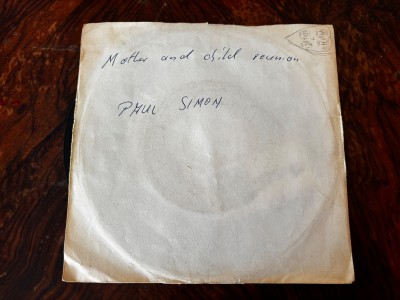 Mother and child reunion
PAUL SIMON